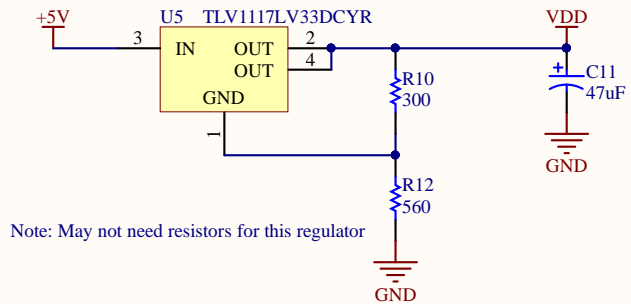 +5V
U5 TLV1117LV33DCYR
VDD
3 IN OUT 2
OUT 4
GND
1
R10
300
C11
47uF
GND
R12
560
Note: May not need resistors for this regulator
GND